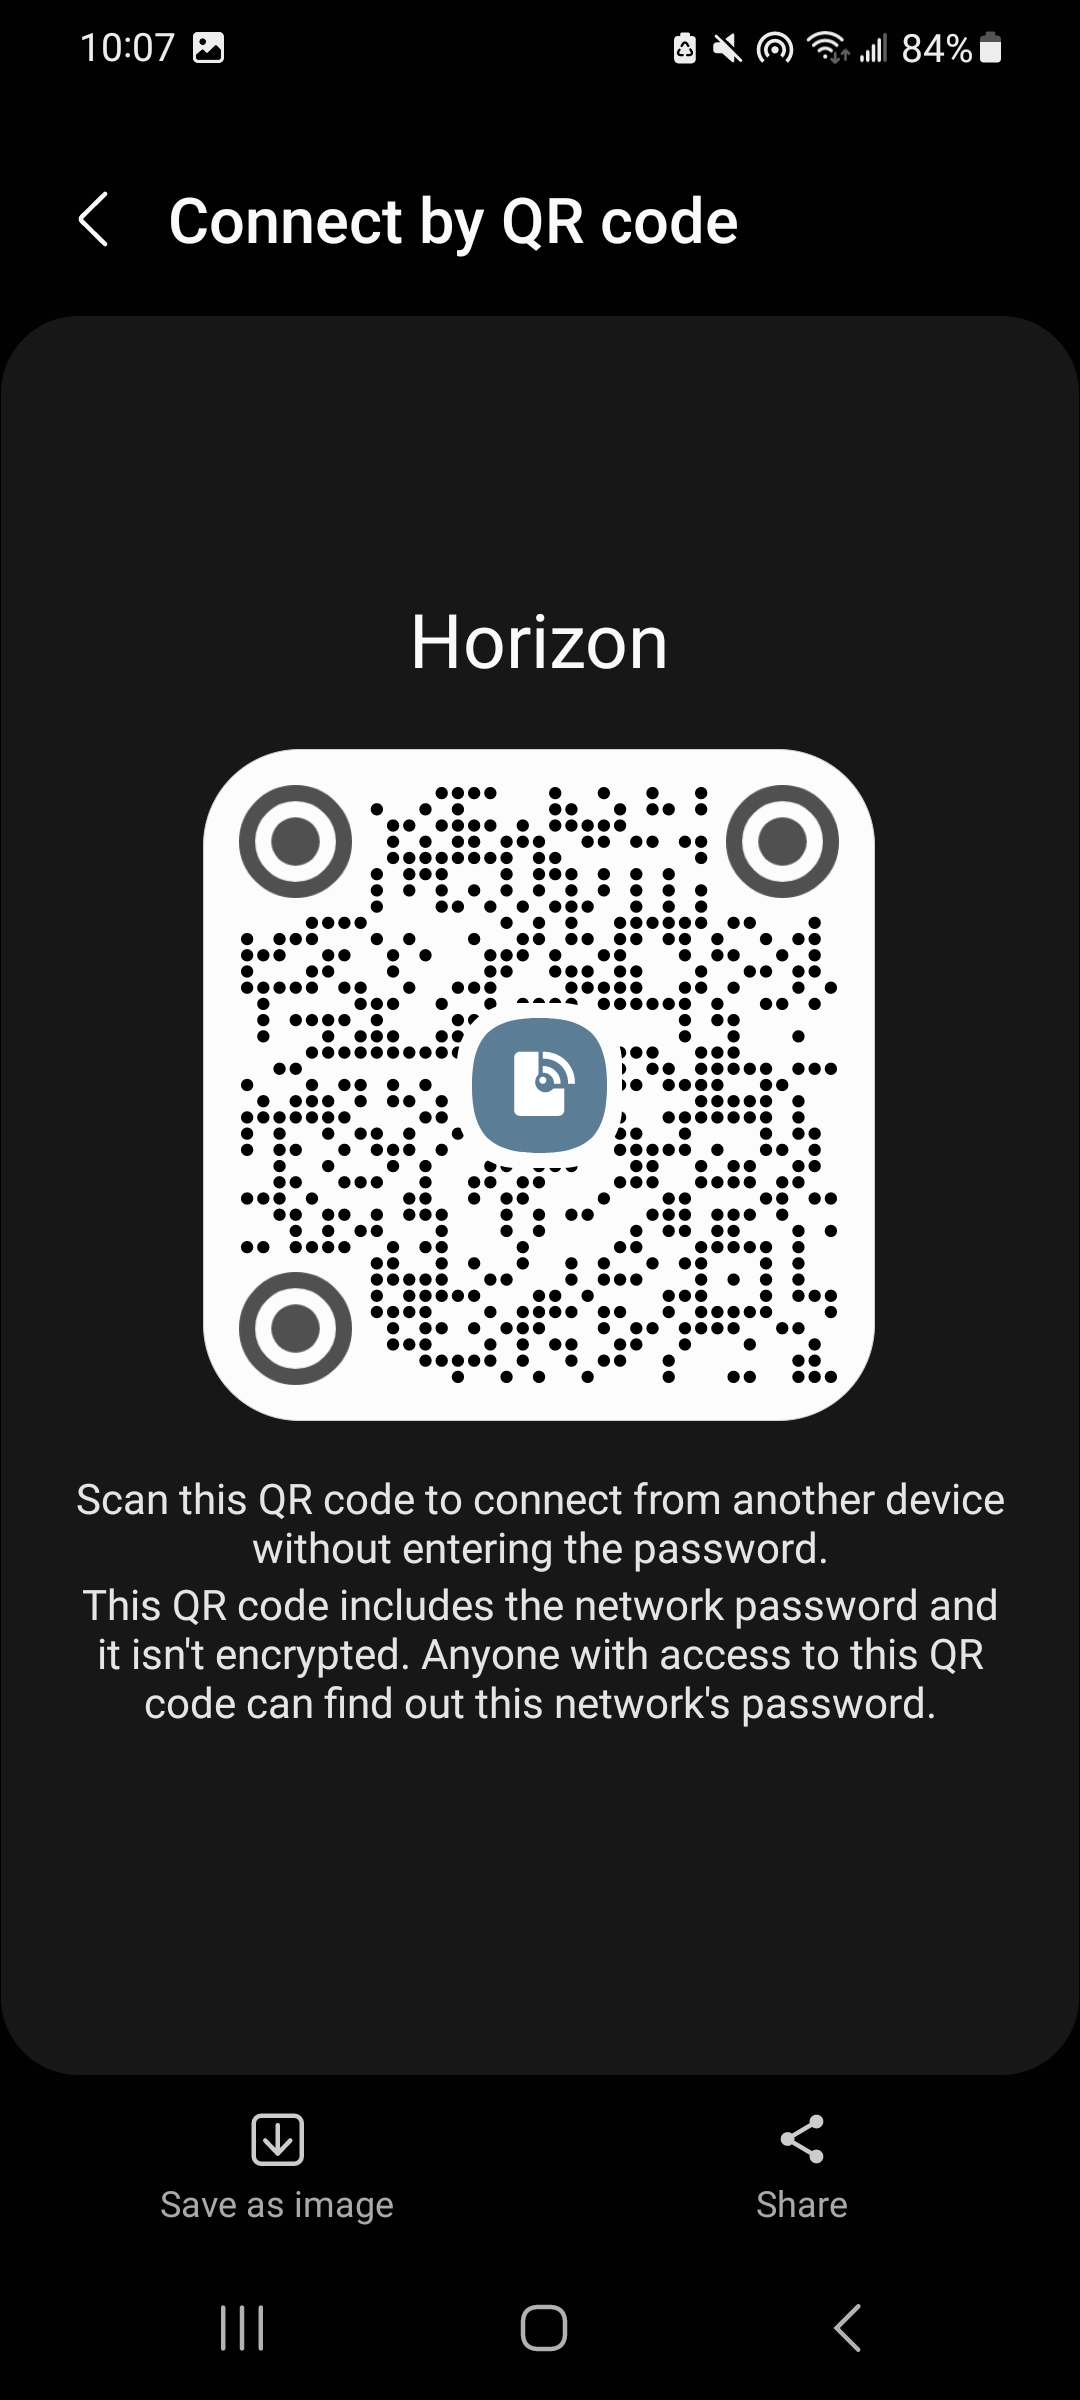 10:07
84%
Connect by QR code
Horizon
Scan this QR code to connect from another device
without entering the password.
This QR code includes the network password and
it isn't encrypted. Anyone with access to this QR
code can find out this network's password.
Save as image
Share